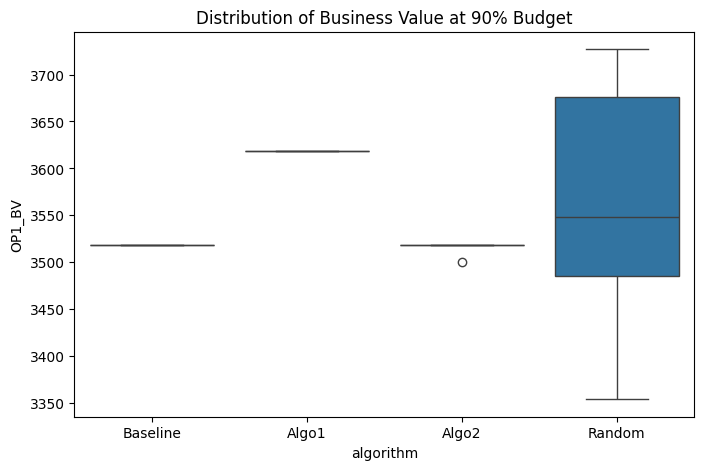 Distribution of Business Value at 90% Budget
OP1_BV
3700
3650
3600
3550
3500
3450
3400
3350
Baseline
Algo1
Algo2
Random
algorithm